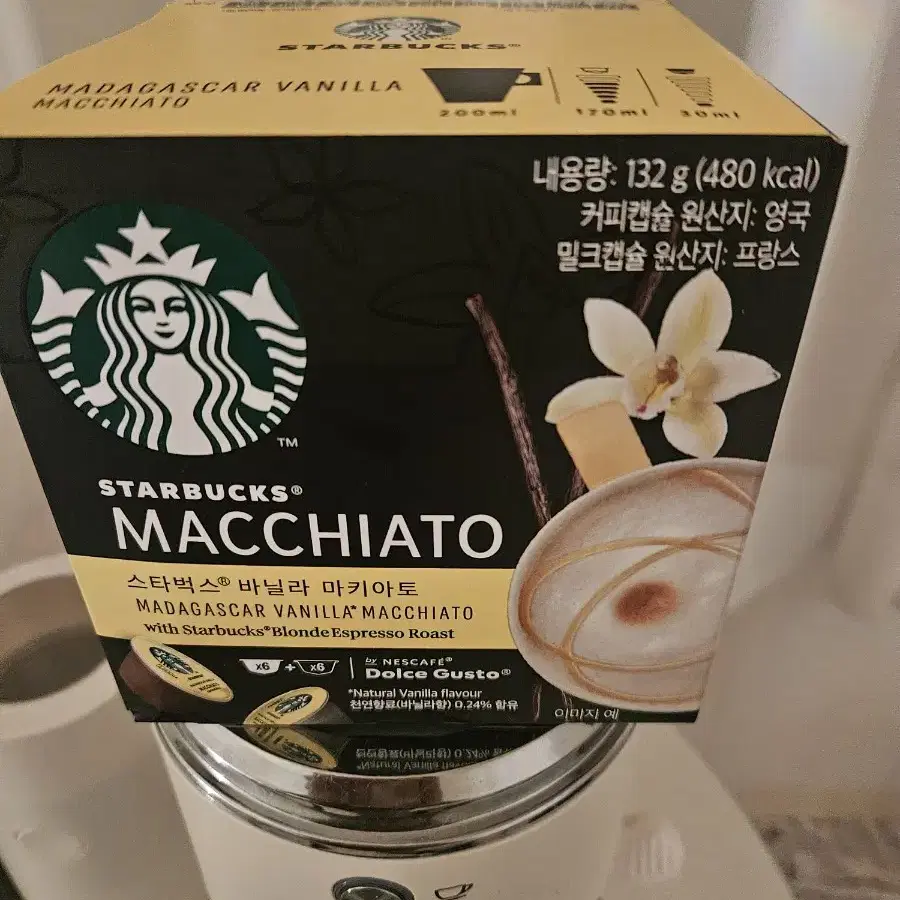 STARBUCKS®
MADAGASCAR VANILLA
MACCHIATO
200ml
170ml
30ml
내용량: 132 g (480 kcal)
커피캡슐 원산지: 영국
밀크캡슐 원산지: 프랑스
TM
STARBUCKS®
MACCHIATO
스타벅스® 바닐라 마키아토
MADAGASCAR VANILLA* MACCHIATO
with Starbucks® Blonde Espresso Roast
x6 + x6
by NESCAFÉ®
Dolce Gusto®
*Natural Vanilla flavour
천연향료(바닐라향) 0.24% 함유
이미지 예